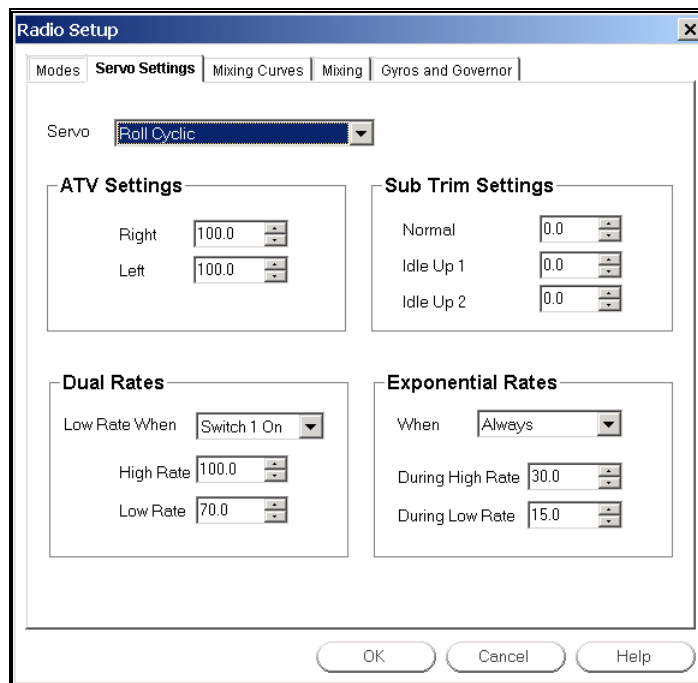 Radio Setup
Modes Servo Settings Mixing Curves Mixing Gyros and Governor
Servo Roll Cyclic
ATV Settings
Right 100.0
Left 100.0
Sub Trim Settings
Normal 0.0
Idle Up 1 0.0
Idle Up 2 0.0
Dual Rates
Low Rate When Switch 1 On
High Rate 100.0
Low Rate 70.0
Exponential Rates
When Always
During High Rate 30.0
During Low Rate 15.0
OK Cancel Help